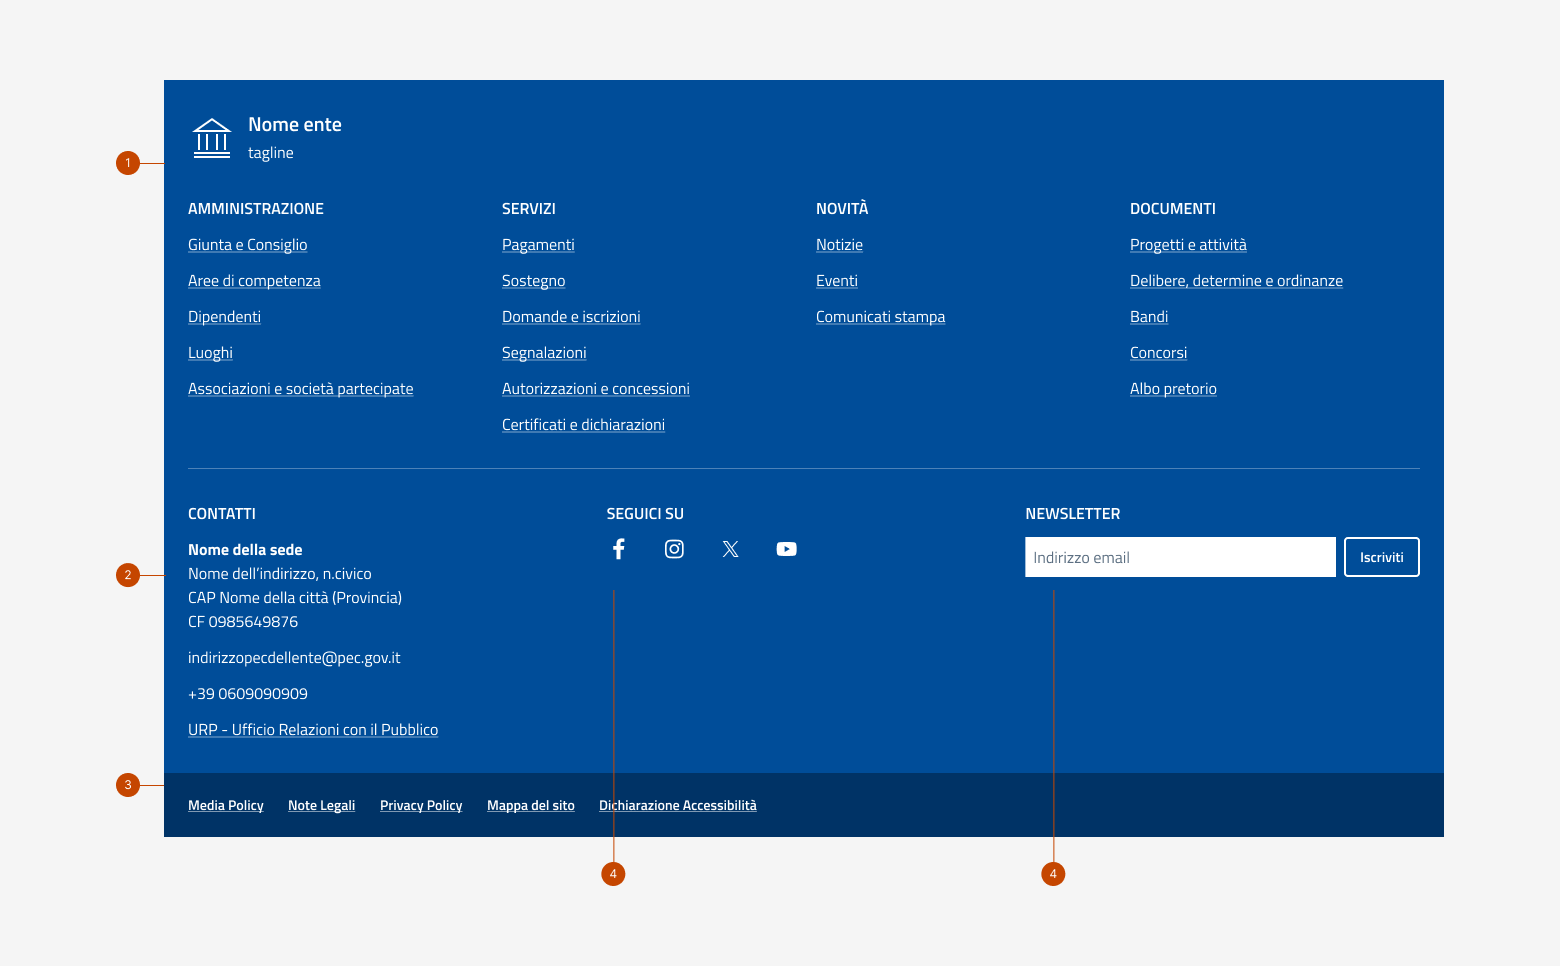 Nome ente
tagline
1
AMMINISTRAZIONE
Giunta e Consiglio
Aree di competenza
Dipendenti
Luoghi
Associazioni e società partecipate
SERVIZI
Pagamenti
Sostegno
Domande e iscrizioni
Segnalazioni
Autorizzazioni e concessioni
Certificati e dichiarazioni
NOVITÀ
Notizie
Eventi
Comunicati stampa
DOCUMENTI
Progetti e attività
Delibere, determine e ordinanze
Bandi
Concorsi
Albo pretorio
CONTATTI
Nome della sede
2
Nome dell’indirizzo, n.civico
CAP Nome della città (Provincia)
CF 0985649876
indirizzopecdellente@pec.gov.it
+39 0609090909
URP - Ufficio Relazioni con il Pubblico
SEGUICI SU
NEWSLETTER
Indirizzo email
Iscriviti
3
Media Policy Note Legali Privacy Policy Mappa del sito Dichiarazione Accessibilità
4 4